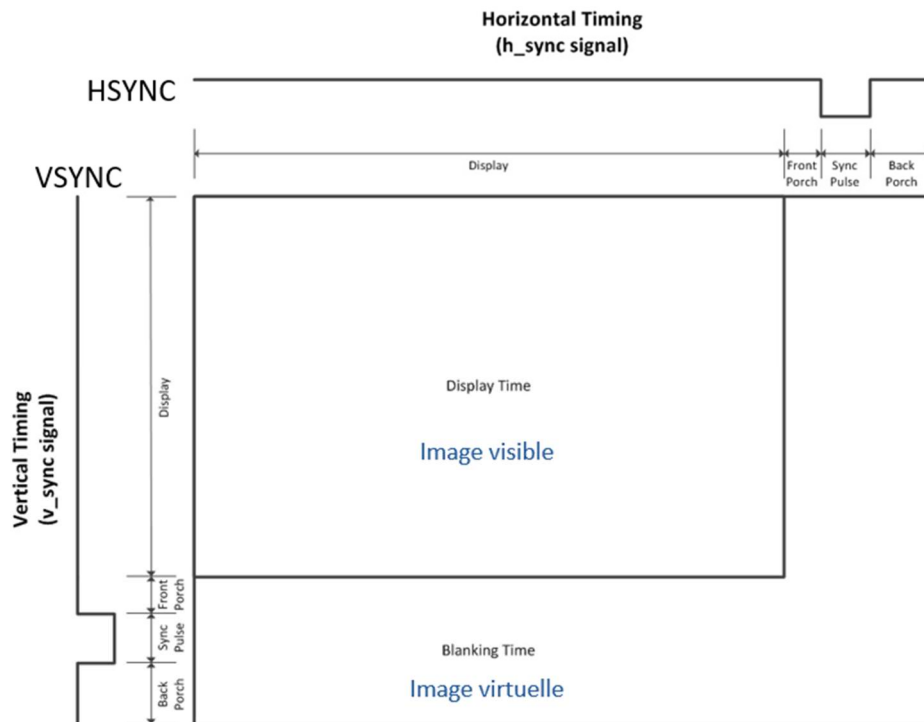 Horizontal Timing
(h_sync signal)
HSYNC
Display
Front
Porch
Sync
Pulse
Back
Porch
VSYNC
Vertical Timing
(v_sync signal)
Display
Display Time
Image visible
Front
Porch
Sync
Pulse
Back
Porch
Blanking Time
Image virtuelle